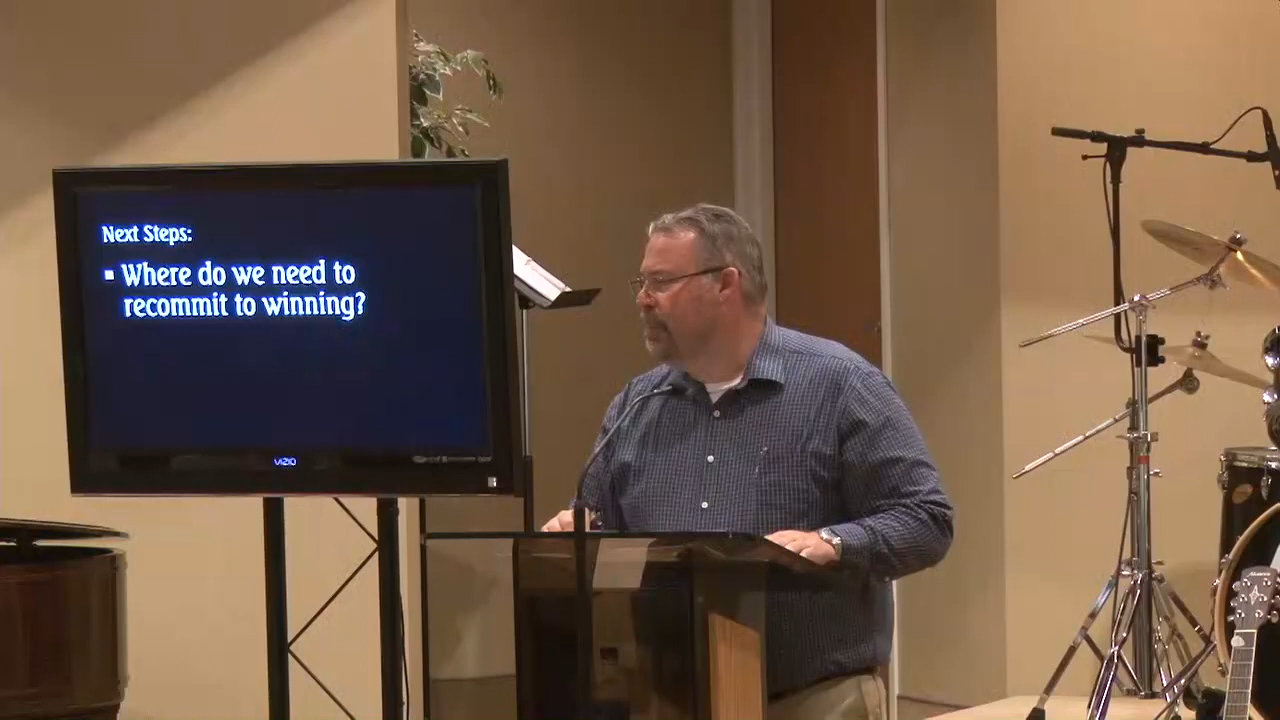 Next Steps:
▪ Where do we need to
recommit to winning?
VIZIO